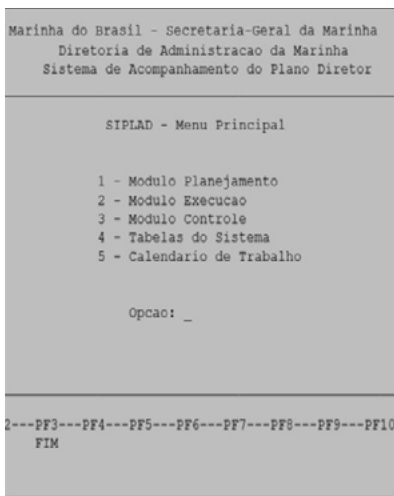 Marinha do Brasil - Secretaria-Geral da Marinha
Diretoria de Administracao da Marinha
Sistema de Acompanhamento do Plano Diretor
SIPLAD - Menu Principal
1 - Modulo Planejamento
2 - Modulo Execucao
3 - Modulo Controle
4 - Tabelas do Sistema
5 - Calendario de Trabalho
Opcao: _
2---PF3---PF4---PF5---PF6---PF7---PF8---PF9---PF10
FIM